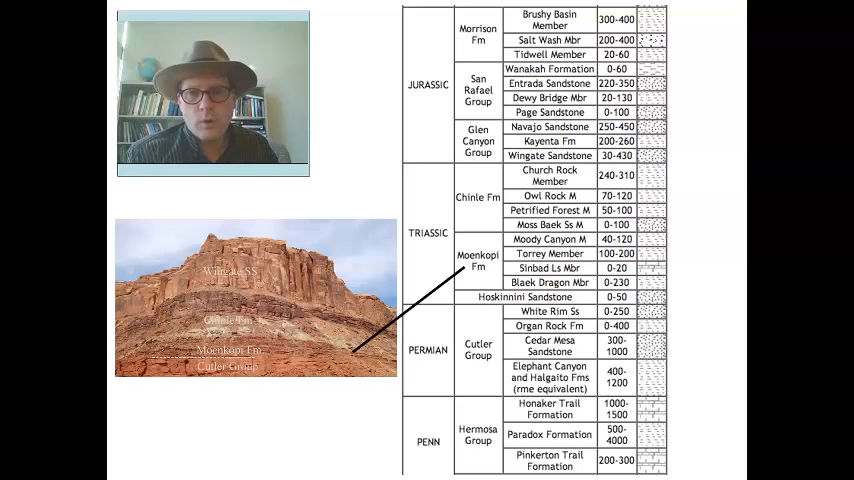 Wingate SS
Chinle Fm
Moenkopi Fm
Cutler Group
JURASSIC
Morrison
Fm
Brushy Basin
Member
300-400
Salt Wash Mbr
200-400
Tidwell Member
20-60
San
Rafael
Group
Wanakah Formation
0-60
Entrada Sandstone
220-350
Dewy Bridge Mbr
20-130
Page Sandstone
0-100
Glen
Canyon
Group
Navajo Sandstone
250-450
Kayenta Fm
200-260
Wingate Sandstone
30-430
TRIASSIC
Chinle Fm
Church Rock
Member
240-310
Owl Rock M
70-120
Petrified Forest M
50-100
Moss Baek Ss M
0-100
Moenkopi
Fm
Moody Canyon M
40-120
Torrey Member
100-200
Sinbad Ls Mbr
0-20
Blaek Dragon Mbr
0-230
Hoskinnini Sandstone
0-50
PERMIAN
Cutler
Group
White Rim Ss
0-250
Organ Rock Fm
0-400
Cedar Mesa
Sandstone
300-
1000
Elephant Canyon
and Halgaito Fms
(rme equivalent)
400-
1200
PENN
Hermosa
Group
Honaker Trail
Formation
1000-
1500
Paradox Formation
500-
4000
Pinkerton Trail
Formation
200-300